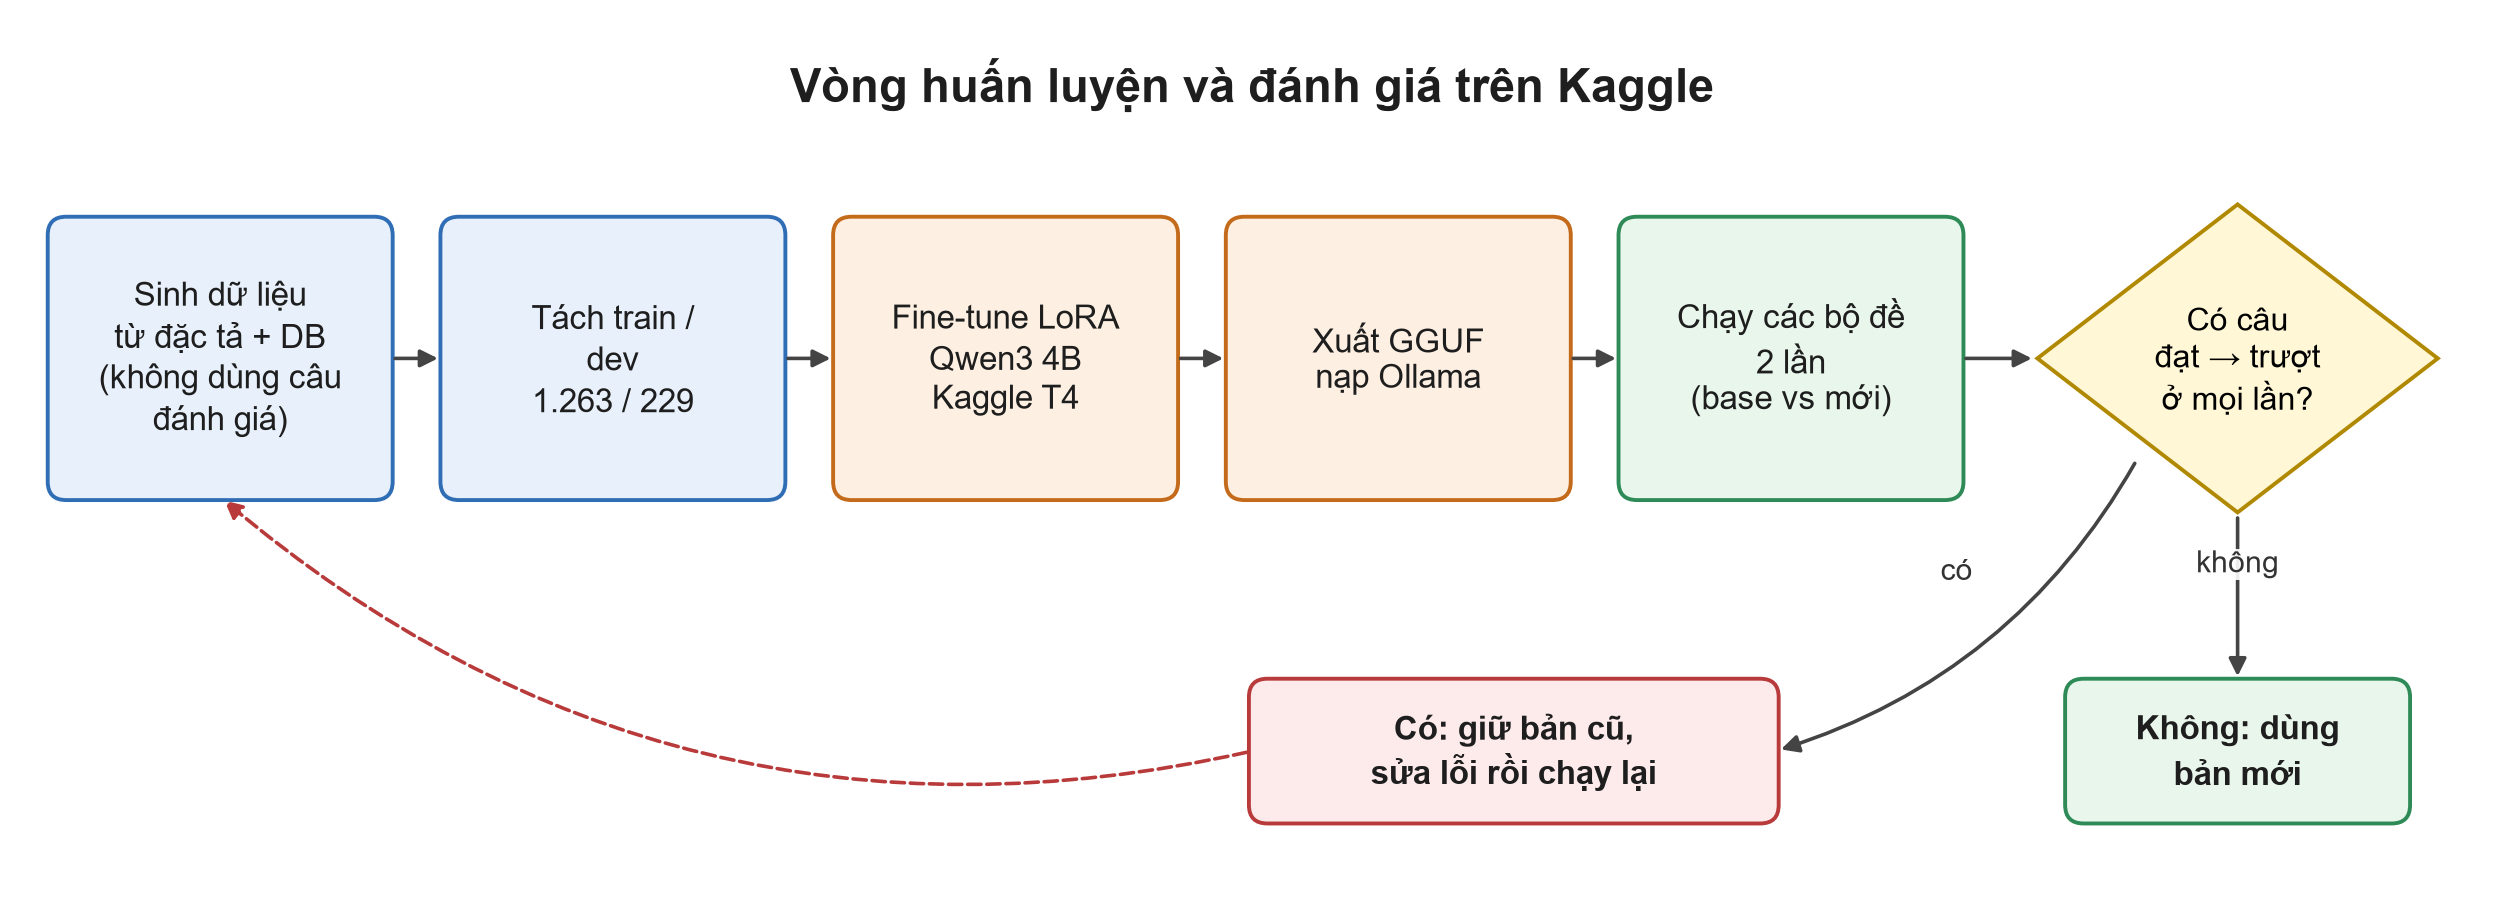 Vòng huấn luyện và đánh giá trên Kaggle
Sinh dữ liệu
từ đặc tả + DB
(không dùng câu
đánh giá)
Tách train /
dev
1.263 / 229
Fine-tune LoRA
Qwen3 4B
Kaggle T4
Xuất GGUF
nạp Ollama
Chạy các bộ đề
2 lần
(base vs mới)
Có câu
đạt → trượt
ở mọi lần?
có
không
Có: giữ bản cũ,
sửa lỗi rồi chạy lại
Không: dùng
bản mới